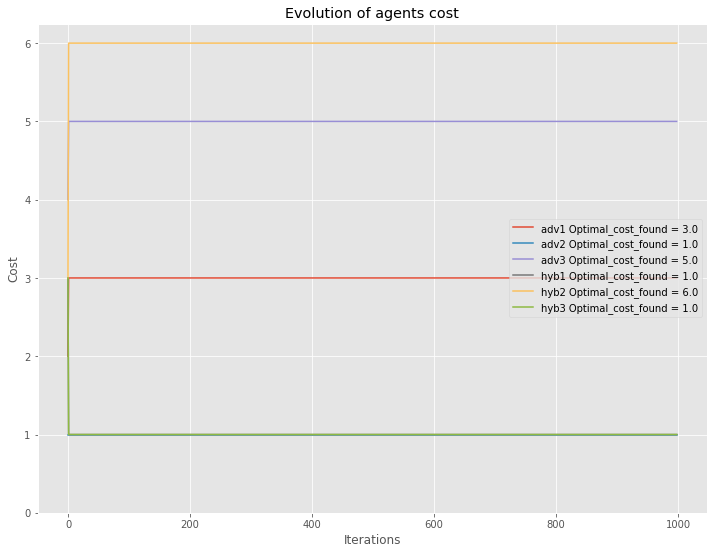 Evolution of agents cost
6
5
4
3
2
1
0
Cost
adv1 Optimal_cost_found = 3.0
adv2 Optimal_cost_found = 1.0
adv3 Optimal_cost_found = 5.0
hyb1 Optimal_cost_found = 1.0
hyb2 Optimal_cost_found = 6.0
hyb3 Optimal_cost_found = 1.0
0 200 400 600 800 1000
Iterations